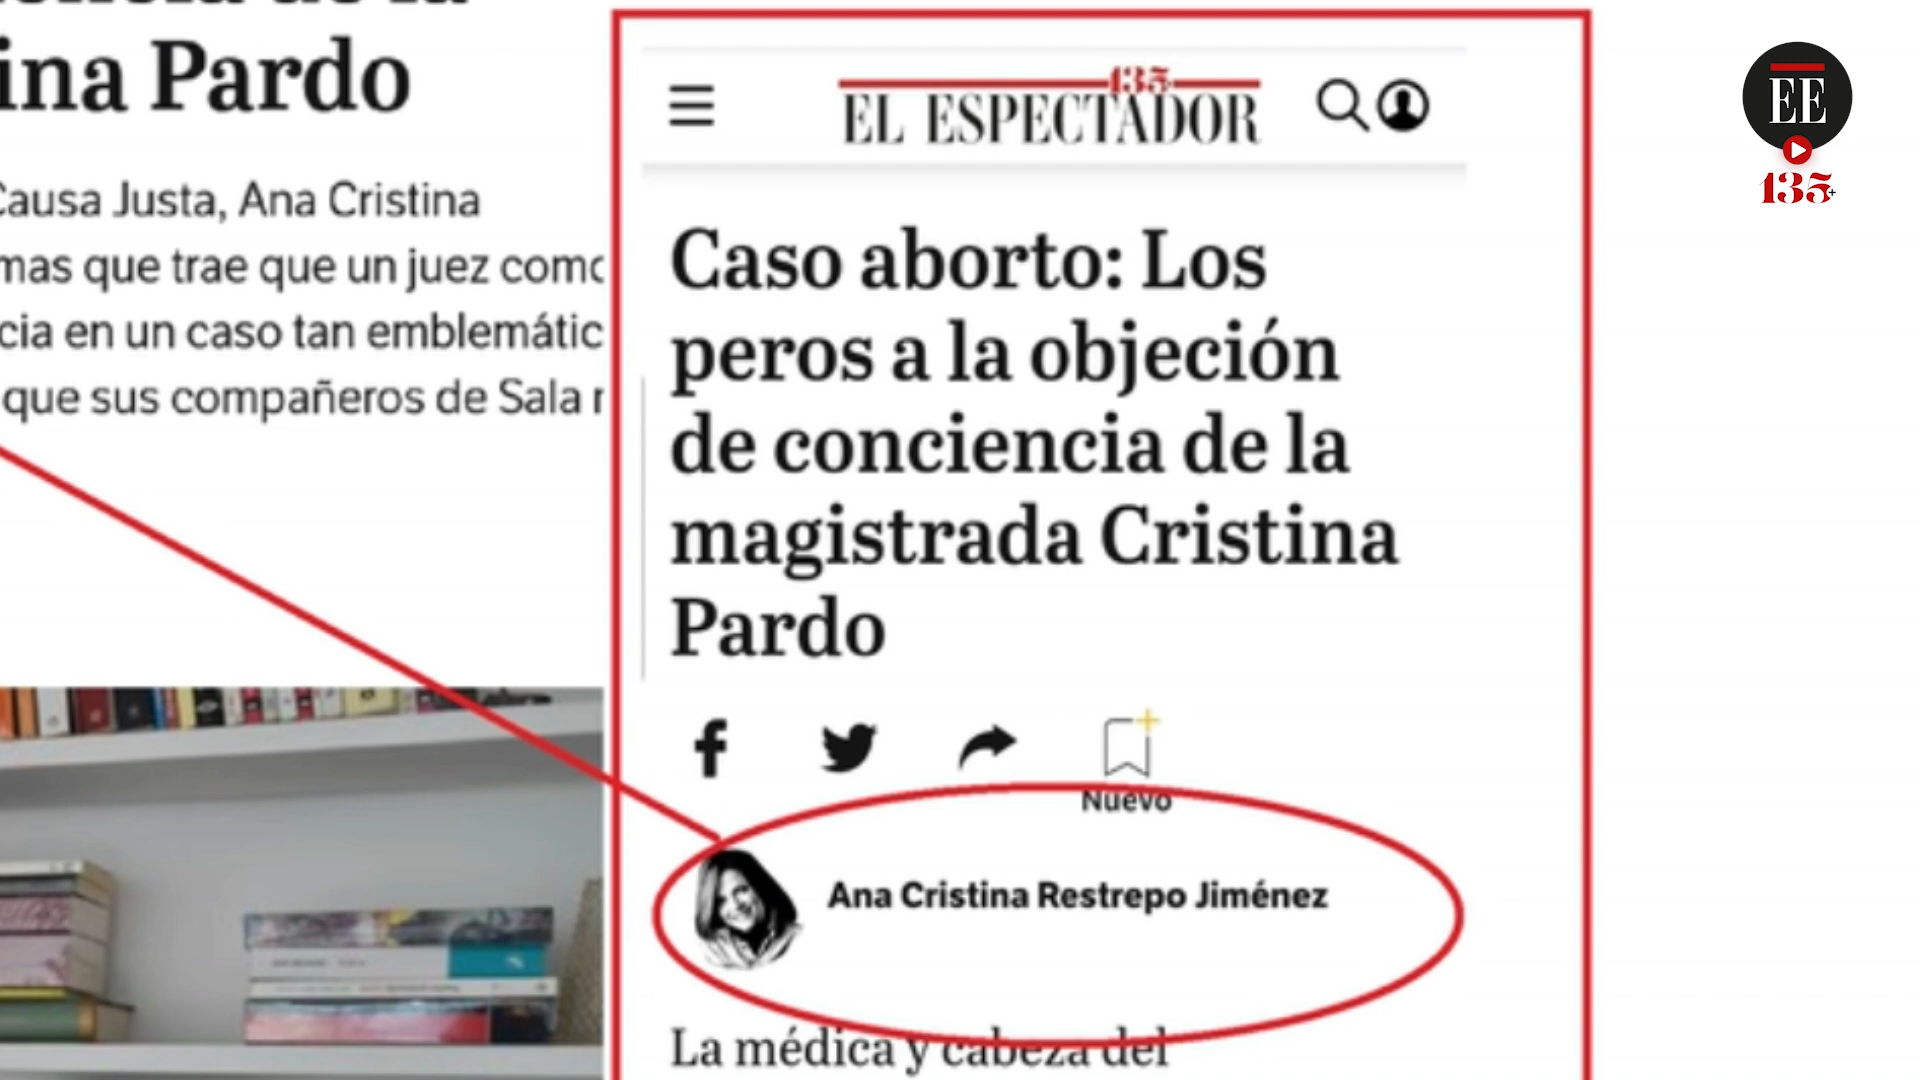 ina Pardo
Causa Justa, Ana Cristina
mas que trae que un juez como
cia en un caso tan emblemátic
que sus compañeros de Sala
135
EL ESPECTADOR
Caso aborto: Los
peros a la objeción
de conciencia de la
magistrada Cristina
Pardo
Nuevo
Ana Cristina Restrepo Jiménez
La médica y cabeza del
EE
135+